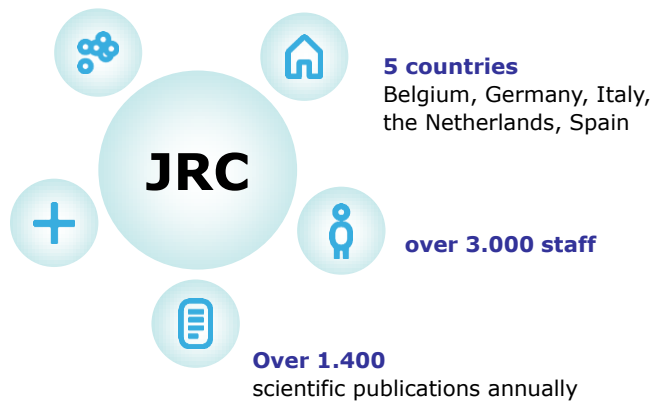 5 countries
Belgium, Germany, Italy,
the Netherlands, Spain
JRC
over 3.000 staff
Over 1.400
scientific publications annually